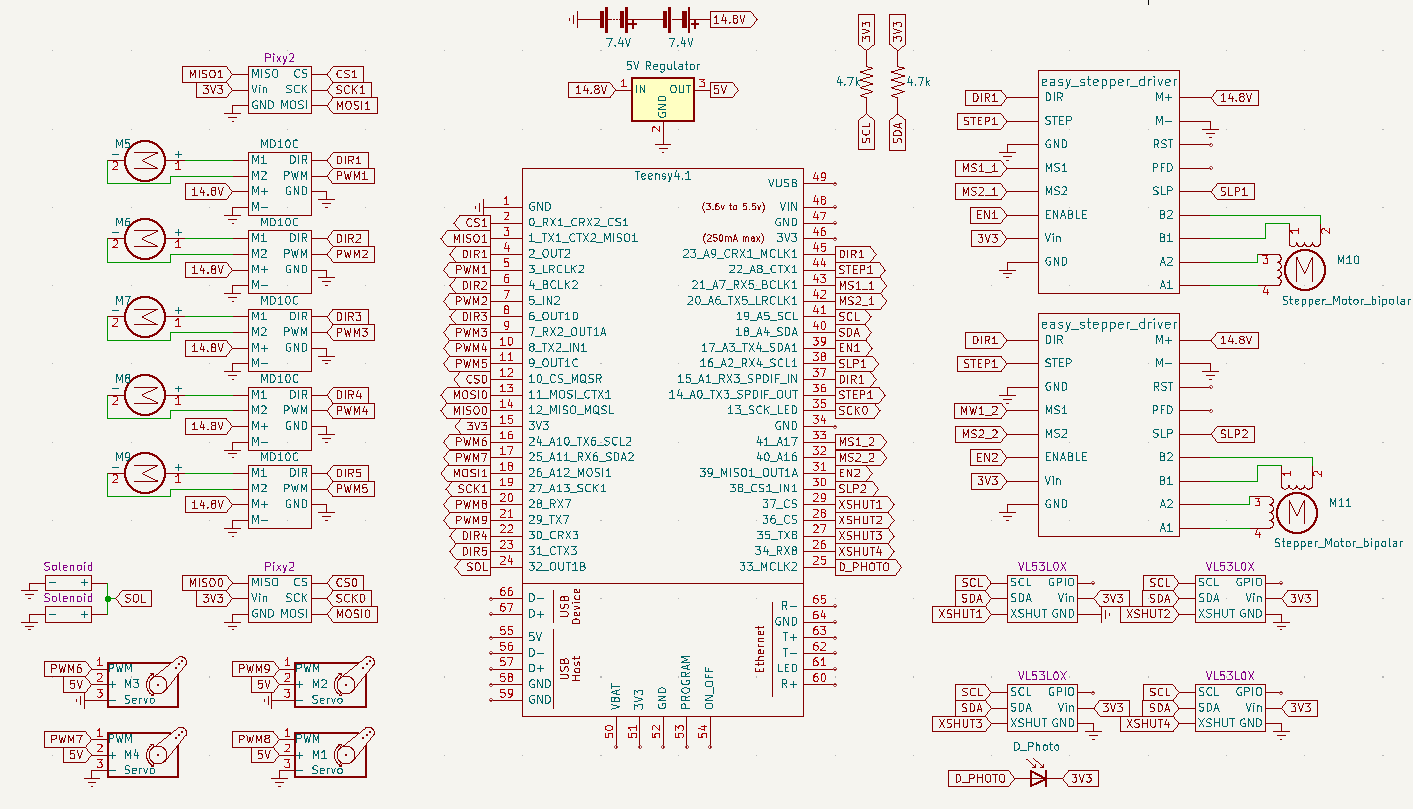 7.4V 7.4V 14.8V
5V Regulator
14.8V 1 IN OUT 3 5V
GND
2
3V3 3V3
4.7k 4.7k
SCL SDA
Pixy2
MISO1 MISO CS CS1
3V3 Vin SCK SCK1
GND MOSI MOSI1
M5 MD10C
- + M1 DIR DIR1
2 1 M2 PWM PWM1
14.8V M+ GND
M-
M6 MD10C
- + M1 DIR DIR2
2 1 M2 PWM PWM2
14.8V M+ GND
M-
M7 MD10C
- + M1 DIR DIR3
2 1 M2 PWM PWM3
14.8V M+ GND
M-
M8 MD10C
- + M1 DIR DIR4
2 1 M2 PWM PWM4
14.8V M+ GND
M-
M9 MD10C
- + M1 DIR DIR5
2 1 M2 PWM PWM5
14.8V M+ GND
M-
Solenoid
- +
Solenoid
- +
SOL
Pixy2
MISO0 MISO CS CS0
3V3 Vin SCK SCK0
GND MOSI MOSI0
PWM6 1 PWM
5V 2 + M3
3 - Servo
PWM9 1 PWM
5V 2 + M2
3 - Servo
PWM7 1 PWM
5V 2 + M4
3 - Servo
PWM8 1 PWM
5V 2 + M1
3 - Servo
Teensy4.1
1 GND
CS1 2 0_RX1_CRX2_CS1
MISO1 3 1_TX1_CTX2_MISO1
DIR1 4 2_OUT2
PWM1 5 3_LRCLK2
DIR2 6 4_BCLK2
PWM2 7 5_IN2
DIR3 8 6_OUT1D
PWM3 9 7_RX2_OUT1A
PWM4 10 8_TX2_IN1
PWM5 11 9_OUT1C
CS0 12 10_CS_MQSR
MOSI0 13 11_MOSI_CTX1
MISO0 14 12_MISO_MQSL
3V3 15 3V3
PWM6 16 24_A10_TX6_SCL2
PWM7 17 25_A11_RX6_SDA2
MOSI1 18 26_A12_MOSI1
SCK1 19 27_A13_SCK1
PWM8 20 28_RX7
PWM9 21 29_TX7
DIR4 22 30_CRX3
DIR5 23 31_CTX3
SOL 24 32_OUT1B
VUSB 49
(3.6v to 5.5v) VIN 48
GND 47
(250mA max) 3V3 46
23_A9_CRX1_MCLK1 45 DIR1
22_A8_CTX1 44 STEP1
21_A7_RX5_BCLK1 43 MS1_1
20_A6_TX5_LRCLK1 42 MS2_1
19_A5_SCL 41 SCL
18_A4_SDA 40 SDA
17_A3_TX4_SDA1 39 EN1
16_A2_RX4_SCL1 38 SLP1
15_A1_RX3_SPDIF_IN 37 DIR1
14_A0_TX3_SPDIF_OUT 36 STEP1
13_SCK_LED 35 SCK0
GND 34
41_A17 33 MS1_2
40_A16 32 MS2_2
39_MISO1_OUT1A 31 EN2
38_CS1_IN1 30 SLP2
37_CS 29 XSHUT1
36_CS 28 XSHUT2
35_TX8 27 XSHUT3
34_RX8 26 XSHUT4
33_MCLK2 25 D_PHOTO
66 D-
67 D+
USB Device
55 5V
56 D-
57 D+
58 GND
59 GND
USB Host
Ethernet
R- 65
GND 64
T+ 63
T- 62
LED 61
R+ 60
VBAT 3V3 GND PROGRAM ON_OFF
50 51 52 53 54
easy_stepper_driver
DIR1 DIR M+ 14.8V
STEP1 STEP M-
GND RST
MS1_1 MS1 PFD
MS2_1 MS2 SLP SLP1
EN1 ENABLE B2
3V3 Vin B1
GND A2
A1
1 2
3 4
M
M10
Stepper_Motor_bipolar
easy_stepper_driver
DIR1 DIR M+ 14.8V
STEP1 STEP M-
GND RST
MW1_2 MS1 PFD
MS2_2 MS2 SLP SLP2
EN2 ENABLE B2
3V3 Vin B1
GND A2
A1
1 2
3 4
M
M11
Stepper_Motor_bipolar
VL53L0X
SCL SCL GPIO
SDA SDA Vin 3V3
XSHUT1 XSHUT GND
VL53L0X
SCL SCL GPIO
SDA SDA Vin 3V3
XSHUT2 XSHUT GND
VL53L0X
SCL SCL GPIO
SDA SDA Vin 3V3
XSHUT3 XSHUT GND
VL53L0X
SCL SCL GPIO
SDA SDA Vin 3V3
XSHUT4 XSHUT GND
D_Photo
D_PHOTO 3V3